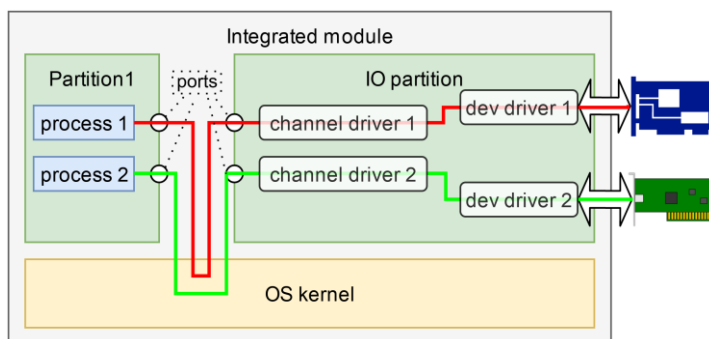 Integrated module
Partition1
ports
IO partition
process 1
channel driver 1
dev driver 1
process 2
channel driver 2
dev driver 2
OS kernel